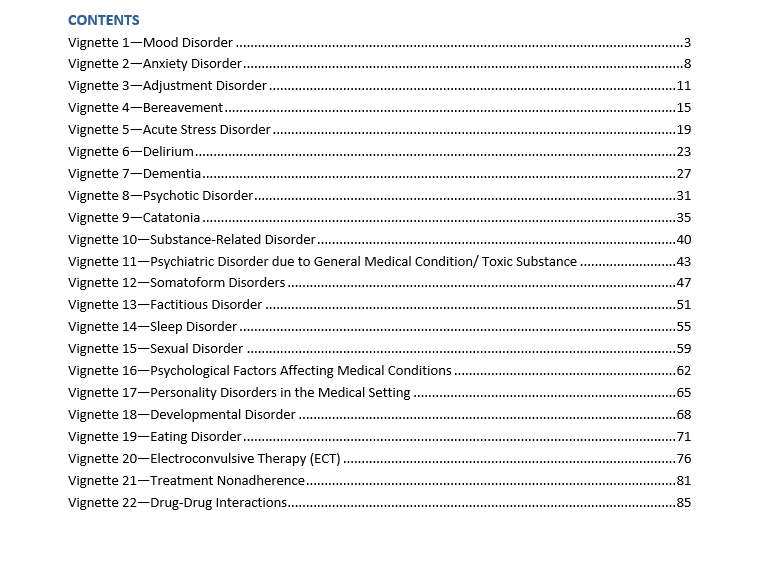 CONTENTS
Vignette 1—Mood Disorder ........................................................................................................................3
Vignette 2—Anxiety Disorder.....................................................................................................................8
Vignette 3—Adjustment Disorder.............................................................................................................11
Vignette 4—Bereavement.........................................................................................................................15
Vignette 5—Acute Stress Disorder............................................................................................................19
Vignette 6—Delirium.................................................................................................................................23
Vignette 7—Dementia...............................................................................................................................27
Vignette 8—Psychotic Disorder.................................................................................................................31
Vignette 9—Catatonia...............................................................................................................................35
Vignette 10—Substance-Related Disorder................................................................................................40
Vignette 11—Psychiatric Disorder due to General Medical Condition/ Toxic Substance ..........................43
Vignette 12—Somatoform Disorders........................................................................................................47
Vignette 13—Factitious Disorder ..............................................................................................................51
Vignette 14—Sleep Disorder.....................................................................................................................55
Vignette 15—Sexual Disorder ...................................................................................................................59
Vignette 16—Psychological Factors Affecting Medical Conditions ...........................................................62
Vignette 17—Personality Disorders in the Medical Setting ......................................................................65
Vignette 18—Developmental Disorder .....................................................................................................68
Vignette 19—Eating Disorder....................................................................................................................71
Vignette 20—Electroconvulsive Therapy (ECT).........................................................................................76
Vignette 21—Treatment Nonadherence...................................................................................................81
Vignette 22—Drug-Drug Interactions........................................................................................................85